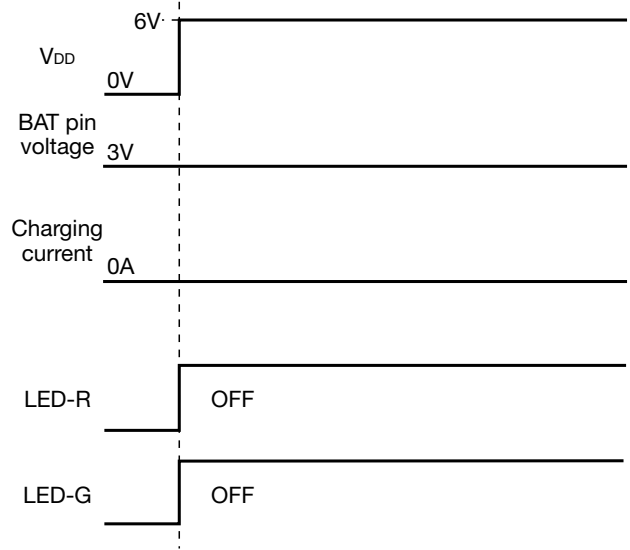 6V
VDD
0V
BAT pin
voltage
3V
Charging
current
0A
LED-R
OFF
LED-G
OFF